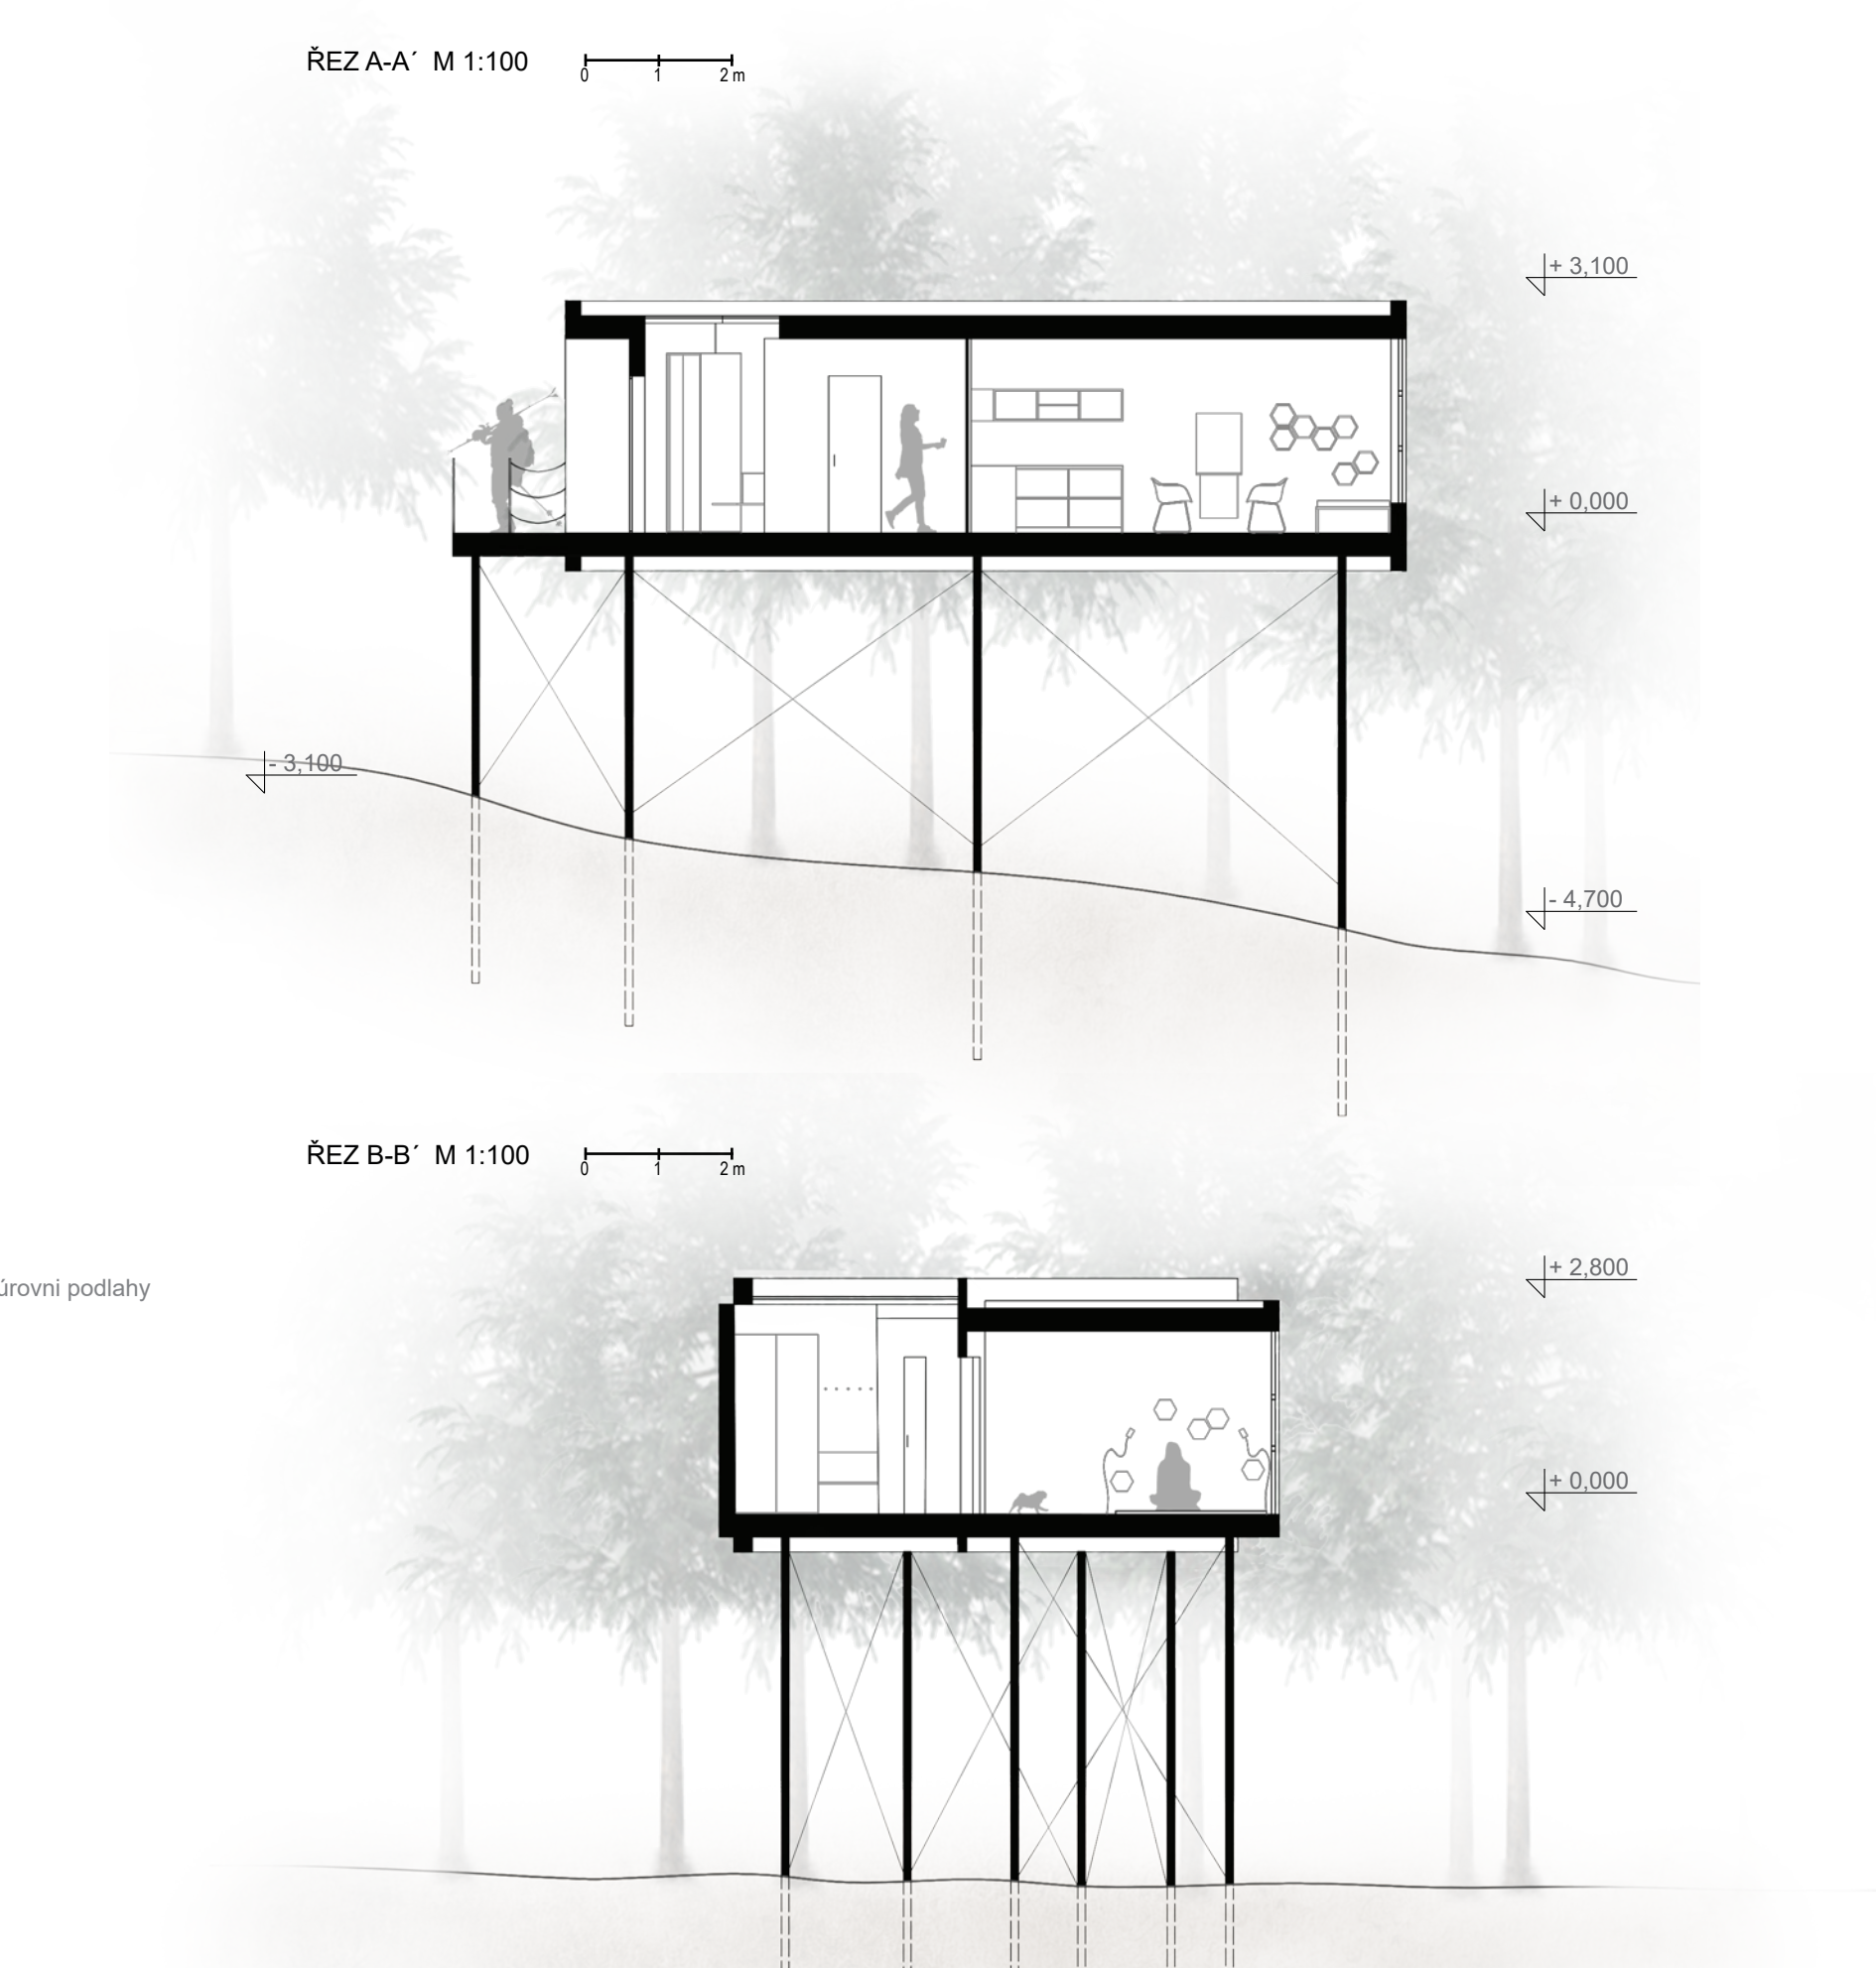 ŘEZ A-A´ M 1:100
0 1 2 m
+ 3,100
+ 0,000
- 3,100
- 4,700
ŘEZ B-B´ M 1:100
0 1 2 m
+ 2,800
úrovni podlahy
+ 0,000